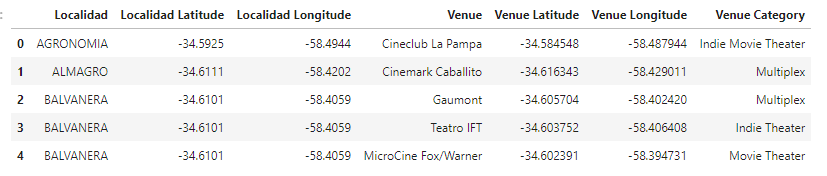 Localidad Localidad Latitude Localidad Longitude Venue Venue Latitude Venue Longitude Venue Category
0 AGRONOMIA -34.5925 -58.4944 Cineclub La Pampa -34.584548 -58.487944 Indie Movie Theater
1 ALMAGRO -34.6111 -58.4202 Cinemark Caballito -34.616343 -58.429011 Multiplex
2 BALVANERA -34.6101 -58.4059 Gaumont -34.605704 -58.402420 Multiplex
3 BALVANERA -34.6101 -58.4059 Teatro IFT -34.603752 -58.406408 Indie Theater
4 BALVANERA -34.6101 -58.4059 MicroCine Fox/Warner -34.602391 -58.394731 Movie Theater